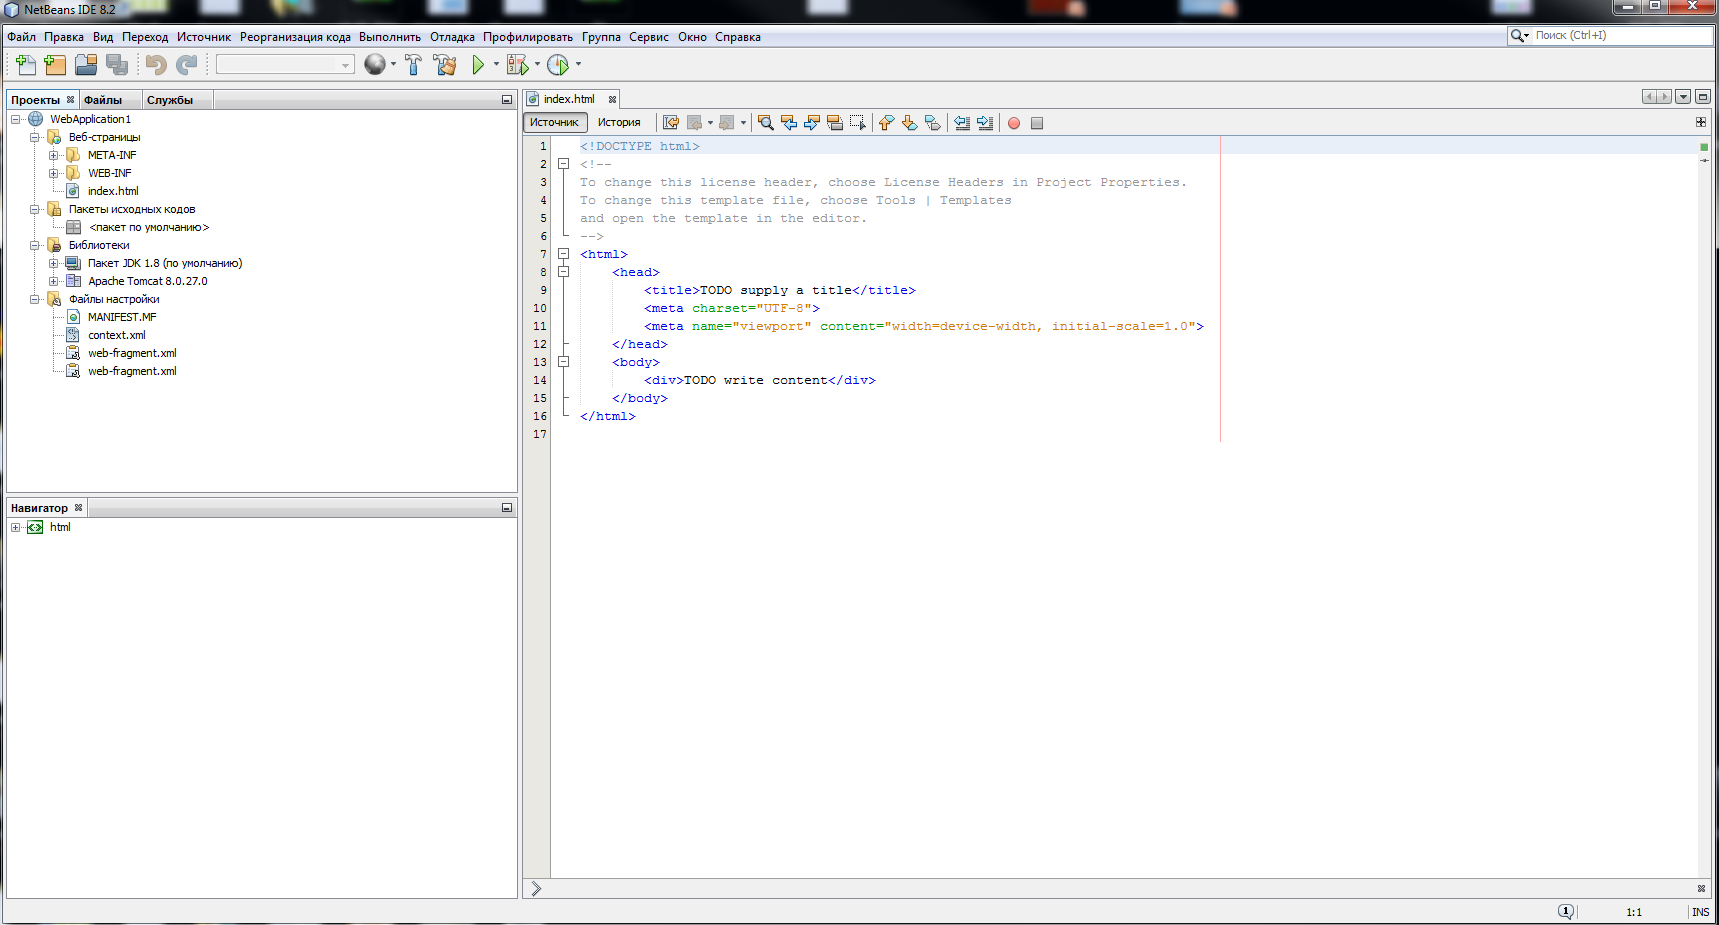 NetBeans IDE 8.2
Файл Правка Вид Переход Источник Реорганизация кода Выполнить Отладка Профилировать Группа Сервис Окно Справка
Поиск (Ctrl+I)
Проекты Файлы Службы
WebApplication1
Веб-страницы
META-INF
WEB-INF
index.html
Пакеты исходных кодов
<пакет по умолчанию>
Библиотеки
Пакет JDK 1.8 (по умолчанию)
Apache Tomcat 8.0.27.0
Файлы настройки
MANIFEST.MF
context.xml
web-fragment.xml
web-fragment.xml
Навигатор
html
index.html
Источник История
1 <!DOCTYPE html>
2 <!--
3 To change this license header, choose License Headers in Project Properties.
4 To change this template file, choose Tools | Templates
5 and open the template in the editor.
6 -->
7 <html>
8 <head>
9 <title>TODO supply a title</title>
10 <meta charset="UTF-8">
11 <meta name="viewport" content="width=device-width, initial-scale=1.0">
12 </head>
13 <body>
14 <div>TODO write content</div>
15 </body>
16 </html>
17
1 1:1 INS